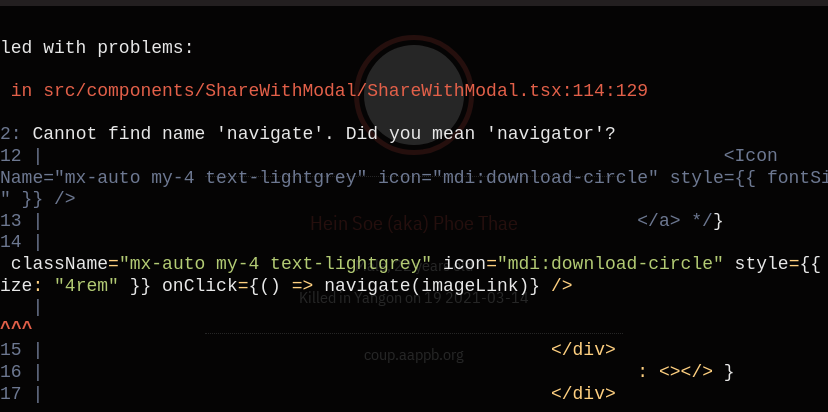 led with problems:
in src/components/ShareWithModal/ShareWithModal.tsx:114:129
2: Cannot find name 'navigate'. Did you mean 'navigator'?
12 | <Icon
Name="mx-auto my-4 text-lightgrey" icon="mdi:download-circle" style={{ fontSi
" }} />
Hein Soe (aka) Phoe Thae
13 | </a> */}
14 |
className="mx-auto my-4 text-lightgrey" icon="mdi:download-circle" style={{
ize: "4rem" }} onClick={() => navigate(imageLink)} />
Killed in Yangon on 19 2021-03-14
|
^^^
15 | </div>
coup.aappb.org
16 | : <></> }
17 | </div>